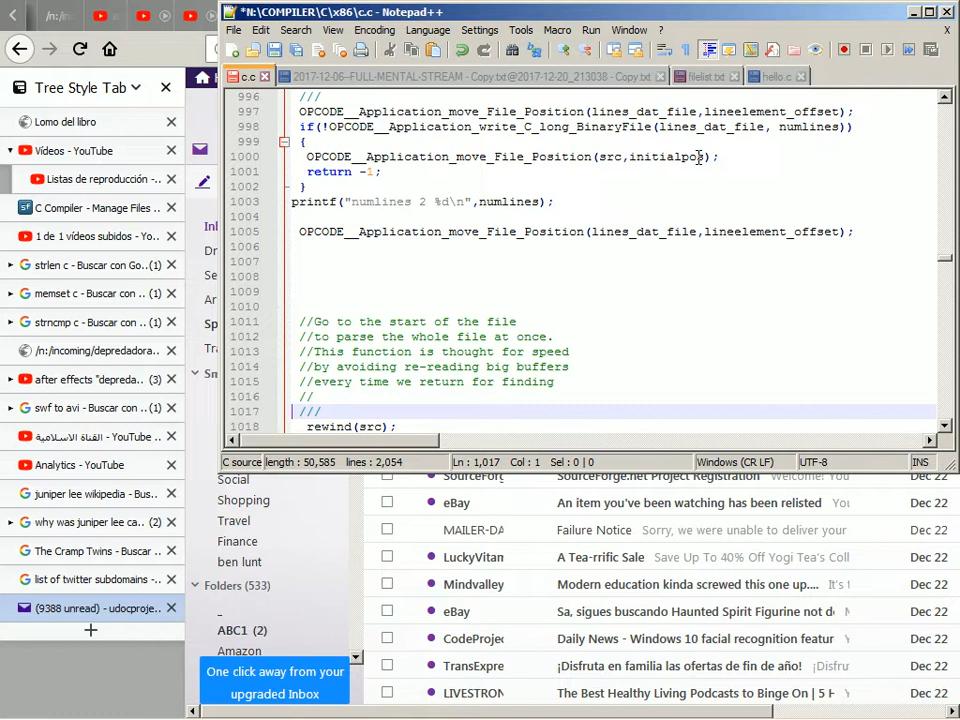 *N:\COMPILER\C\x86\c.c - Notepad++
File Edit Search View Encoding Language Settings Tools Macro Run Window ? X
c.c
2017-12-06--FULL-MENTAL-STREAM - Copy.txt@2017-12-20_213038 - Copy.txt
filelist.txt
hello.c
996 ///
997 OPCODE__Application_move_File_Position(lines_dat_file,lineelement_offset);
998 if(!OPCODE__Application_write_C_long_BinaryFile(lines_dat_file, numlines))
999 {
1000 OPCODE__Application_move_File_Position(src,initialpos);
1001 return -1;
1002 }
1003 printf("numlines 2 %d\n",numlines);
1004
1005 OPCODE__Application_move_File_Position(lines_dat_file,lineelement_offset);
1006
1007
1008
1009
1010
1011 //Go to the start of the file
1012 //to parse the whole file at once.
1013 //This function is thought for speed
1014 //by avoiding re-reading big buffers
1015 //every time we return for finding
1016 //
1017 ///
1018 rewind(src);
C source length : 50,585 lines : 2,054 Ln : 1,017 Col : 1 Sel : 0 | 0 Windows (CR LF) UTF-8 INS
Tree Style Tab
Lomo del libro
Vídeos - YouTube
Listas de reproducción -...
C Compiler - Manage Files ...
1 de 1 vídeos subidos - Yo...
strlen c - Buscar con Go... (1)
memset c - Buscar con .. (1)
strncmp c - Buscar con .. (1)
/n:/incoming/depredadora...
after effects "depreda... (3)
swf to avi - Buscar con .. (2)
القناة الاسلامية - YouTube
Analytics - YouTube
juniper lee wikipedia - Bus...
why was juniper lee ca... (2)
The Cramp Twins - Buscar ...
list of twitter subdomains -...
(9388 unread) - udocproje..
Home
Social
Shopping
Travel
Finance
ben lunt
Folders (533)
ABC1 (2)
Amazon
One click away from your
upgraded Inbox
SourceForg SourceForge.net Project Registration Welcome! Dec 22
eBay An item you've been watching has been relisted You Dec 22
MAILER-DA Failure Notice Sorry, we were unable to deliver your Dec 22
LuckyVitan A Tea-rrific Sale Save Up To 40% Off Yogi Tea's Coll Dec 22
Mindvalley Modern education kinda screwed this one up.... It's t Dec 22
eBay Sa, sigues buscando Haunted Spirit Figurine not de Dec 22
CodeProjec Daily News - Windows 10 facial recognition featur Dec 22
TransExpre ¡Disfruta en familia las ofertas de fin de año! ¡Disfru Dec 22
LIVESTRON The Best Healthy Living Podcasts to Binge On | 5 H Dec 22